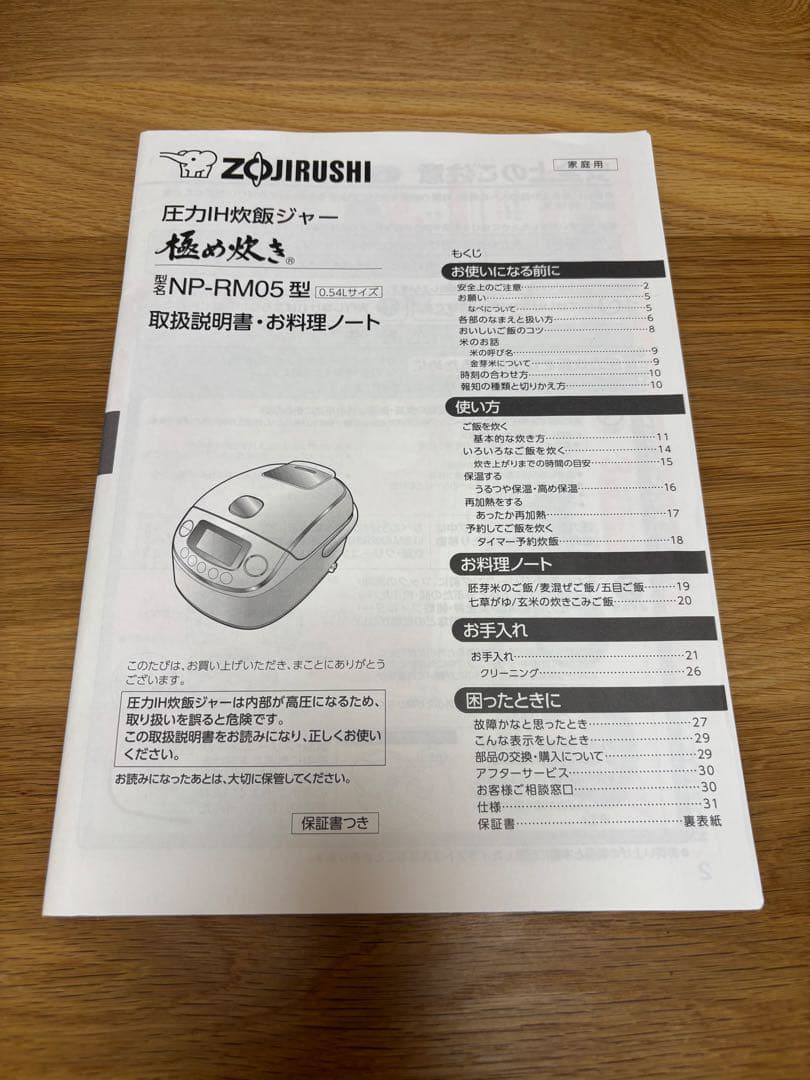 ZOJIRUSHI
家庭用
圧力IH炊飯ジャー
極め炊き®
型名 NP-RM05型 0.54Lサイズ
取扱説明書・お料理ノート
このたびは、お買い上げいただき、まことにありがとう
ございます。
圧力IH炊飯ジャーは内部が高圧になるため、
取り扱いを誤ると危険です。
この取扱説明書をお読みになり、正しくお使い
ください。
お読みになったあとは、大切に保管してください。
保証書つき
もくじ
お使いになる前に
安全上のご注意 2
お願い 5
なべについて 5
各部のなまえと扱い方 6
おいしいご飯のコツ 8
米のお話
米の呼び名 9
金芽米について 9
時刻の合わせ方 10
報知の種類と切りかえ方 10
使い方
ご飯を炊く
基本的な炊き方 11
いろいろなご飯を炊く 14
炊き上がりまでの時間の目安 15
保温する
うるつや保温・高め保温 16
再加熱をする
あったか再加熱 17
予約してご飯を炊く
タイマー予約炊飯 18
お料理ノート
胚芽米のご飯/麦混ぜご飯/五目ご飯 19
七草がゆ/玄米の炊きこみご飯 20
お手入れ
お手入れ 21
クリーニング 26
困ったときに
故障かなと思ったとき 27
こんな表示をしたとき 29
部品の交換・購入について 29
アフターサービス 30
お客様ご相談窓口 30
仕様 31
保証書 裏表紙